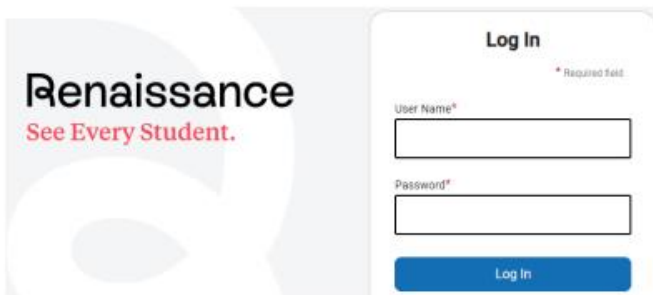 Renaissance
See Every Student.
Log In
* Required field
User Name*
Password*
Log In